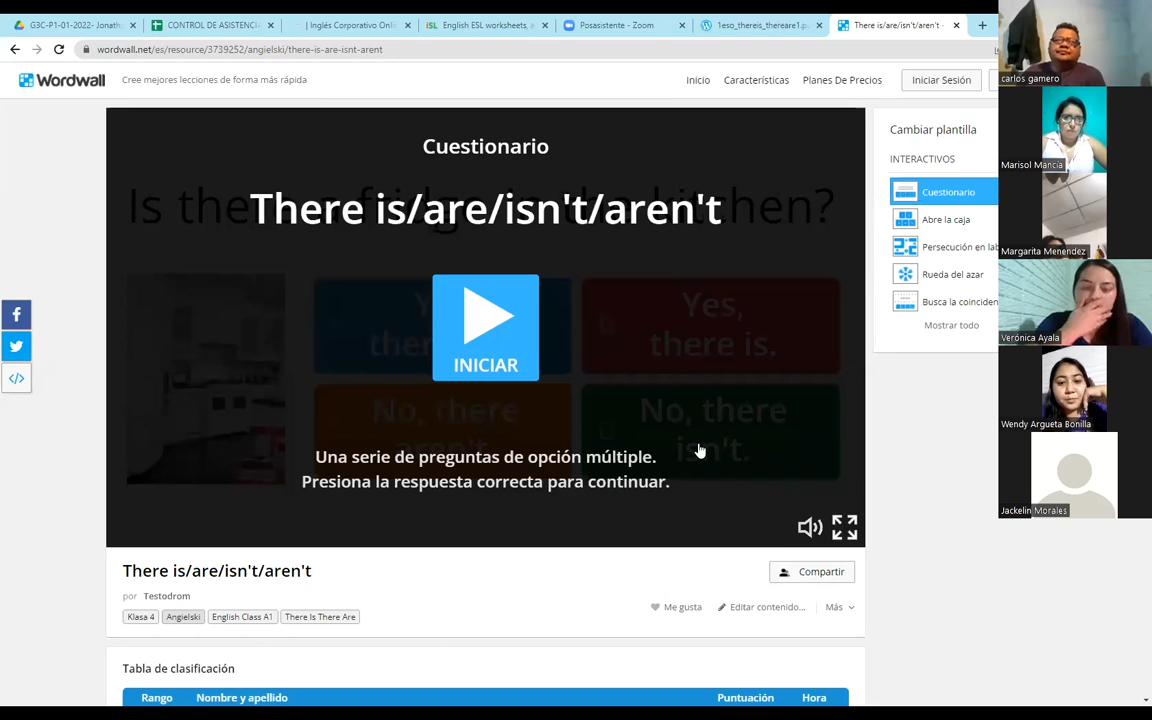 G3C-P1-01-2022- Jonath
CONTROL DE ASISTENCI
Inglés Corporativo Onli
English ESL worksheets,
Posasistente - Zoom
1eso_thereis_thereare1.p
There is/are/isn't/aren't -
wordwall.net/es/resource/3739252/angielski/there-is-are-isnt-arent
Wordwall
Cree mejores lecciones de forma más rápida
Inicio
Características
Planes De Precios
Iniciar Sesión
Cuestionario
There is/are/isn't/aren't
Yes,
there is.
No, there
aren't.
No, there
isn't.
INICIAR
Una serie de preguntas de opción múltiple.
Presiona la respuesta correcta para continuar.
Cambiar plantilla
INTERACTIVOS
Cuestionario
Abre la caja
Persecución en lab
Rueda del azar
Busca la coinciden
Mostrar todo
There is/are/isn't/aren't
por Testodrom
Klasa 4
Angielski
English Class A1
There Is There Are
Compartir
Me gusta
Editar contenido...
Más
Tabla de clasificación
Rango
Nombre y apellido
Puntuación
Hora
carlos gamero
Marisol Mancía
Margarita Menendez
Verónica Ayala
Wendy Argueta Bonilla
Jackelin Morales